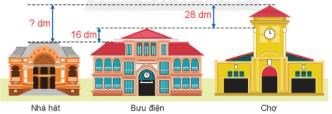 ? dm
16 dm
28 dm
Nhà hát
Bưu điện
Chợ